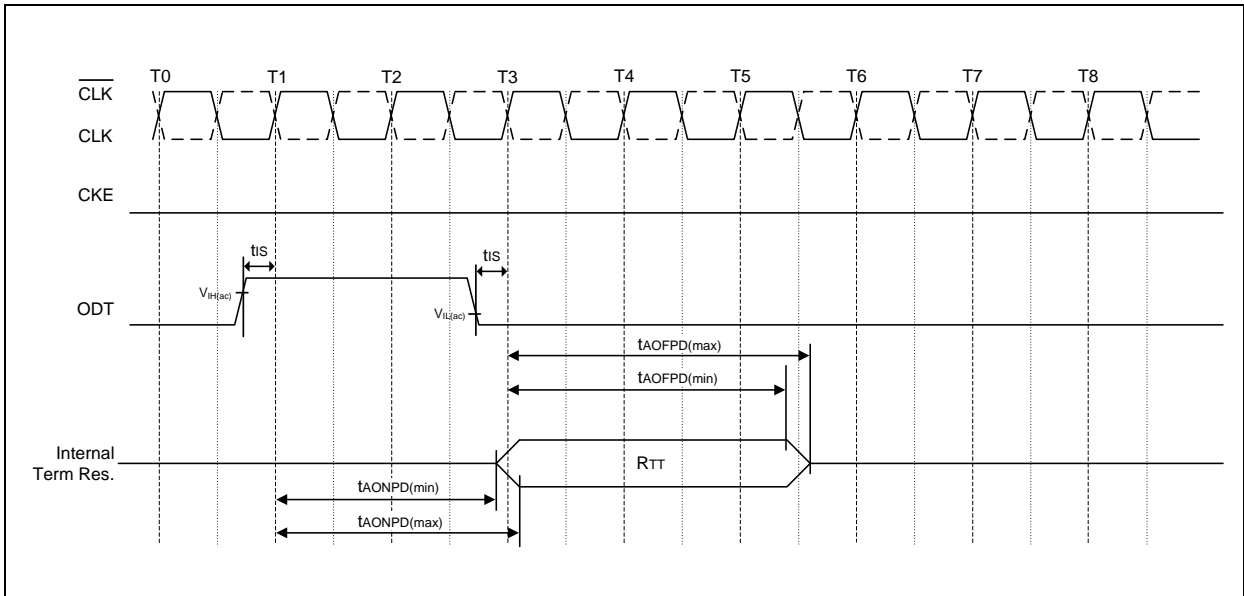 T0 T1 T2 T3 T4 T5 T6 T7 T8
CLK
CLK
CKE
tIS tIS
VIH(ac)
ODT
VIL(ac)
tAOFPD(max)
tAOFPD(min)
Internal
Term Res.
RTT
tAONPD(min)
tAONPD(max)